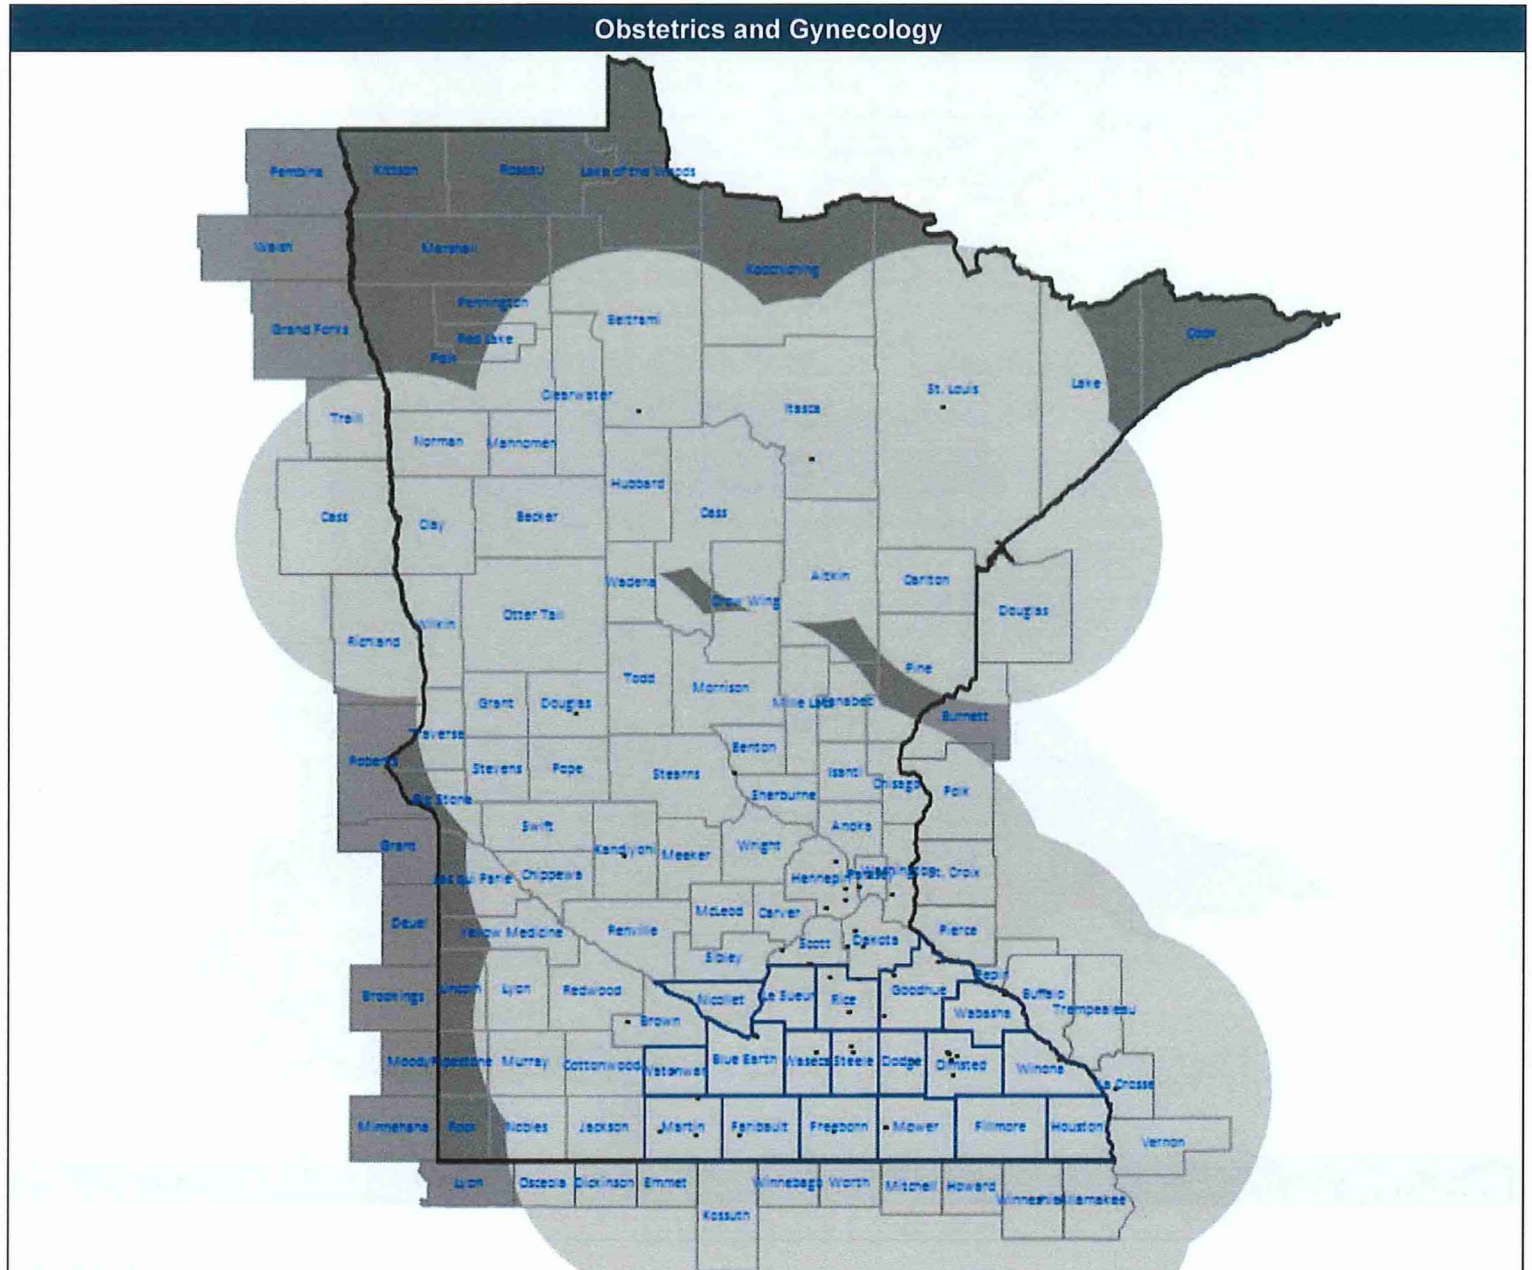 Obstetrics and Gynecology
Pembina Kittson Roseau Lake of the Woods
Walsh Marshall
Koochiching
Pennington
Grand Forks Beltrami Cook
Red Lake
Polk
Lake
Clearwater St. Louis
Itasca
Traill
Norman Mahnomen
Hubbard
Cass Clay Becker Cass
Wadena Aitkin Carlton
Crow Wing
Otter Tail Douglas
Wilkin
Richland
Pine
Todd
Morrison
Grant Douglas Mille Lacs Kanabec
Burnett
Traverse
Benton
Roberts
Stevens Pope Stearns Isanti
Chisago
Sherburne Polk
Big Stone
Swift Anoka
Grant Kandiyohi Wright
Meeker
Lac qui Parle Chippewa Hennepin Ramsey Washington St. Croix
McLeod Carver
Deuel Yellow Medicine Renville Pierce
Scott Dakota
Sibley
Pepin
Brookings Lincoln Lyon Redwood Nicollet Le Sueur Rice Goodhue Buffalo
Wabasha Trempealeau
Brown
Moody Pipestone Murray Cottonwood Watonwan Blue Earth Waseca Steele Dodge Olmsted Winona
La Crosse
Minnehaha Rock Nobles Jackson Martin Faribault Freeborn Mower Fillmore Houston
Vernon
Lyon Osceola Dickinson Emmet Winnebago Worth Mitchell Howard
Winneshiek Allamakee
Kossuth